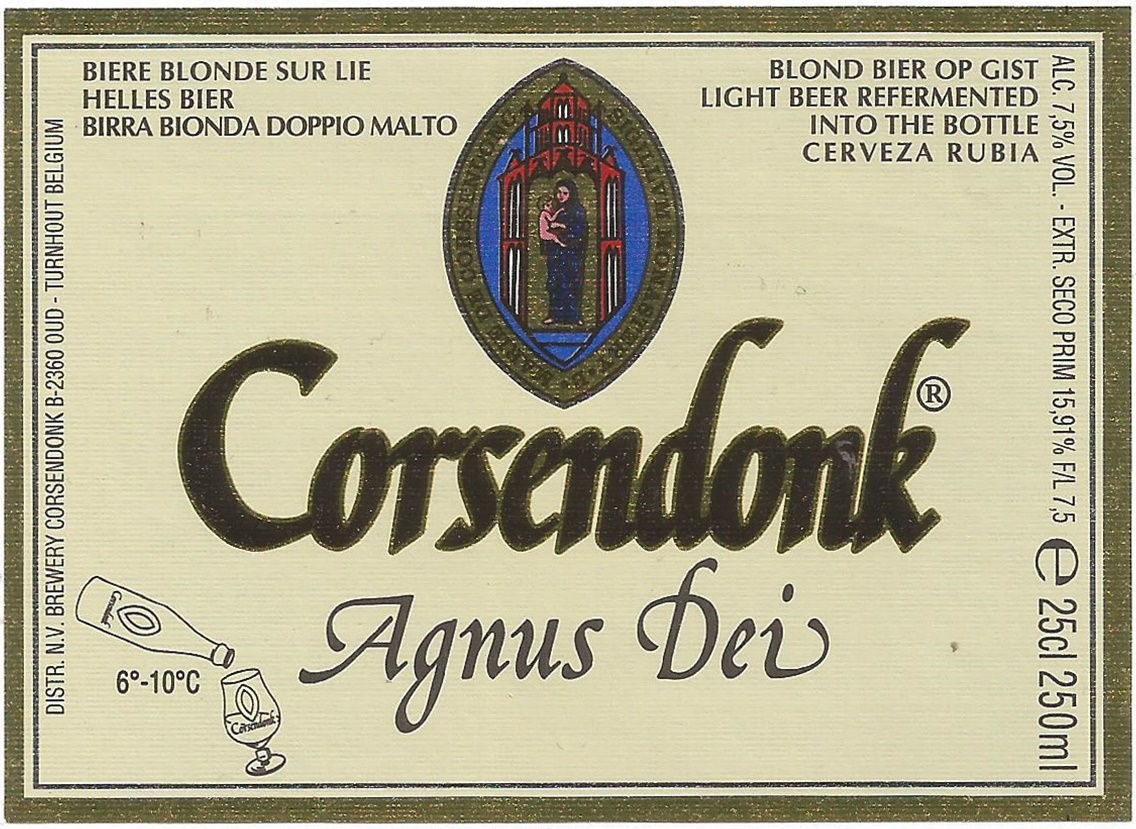 BIERE BLONDE SUR LIE
HELLES BIER
BIRRA BIONDA DOPPIO MALTO
BLOND BIER OP GIST
LIGHT BEER REFERMENTED
INTO THE BOTTLE
CERVEZA RUBIA
DISTR. N.V. BREWERY CORSENDONK B-2360 OUD - TURNHOUT BELGIUM
ALC. 7,5% VOL. - EXTR. SECO PRIM 15,91% F/L 7,5 ℮ 25cl 250ml
DE CORSSENDONC
Corsendonk®
Agnus Dei
Corsendonk
6°-10°C
Corsendonk